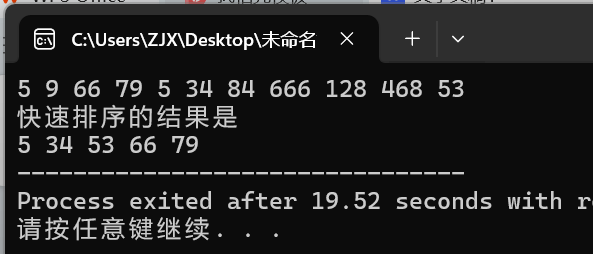 C:\Users\ZJX\Desktop\未命名
5 9 66 79 5 34 84 666 128 468 53
快速排序的结果是
5 34 53 66 79
--------------------------------
Process exited after 19.52 seconds with
请按任意键继续. . .